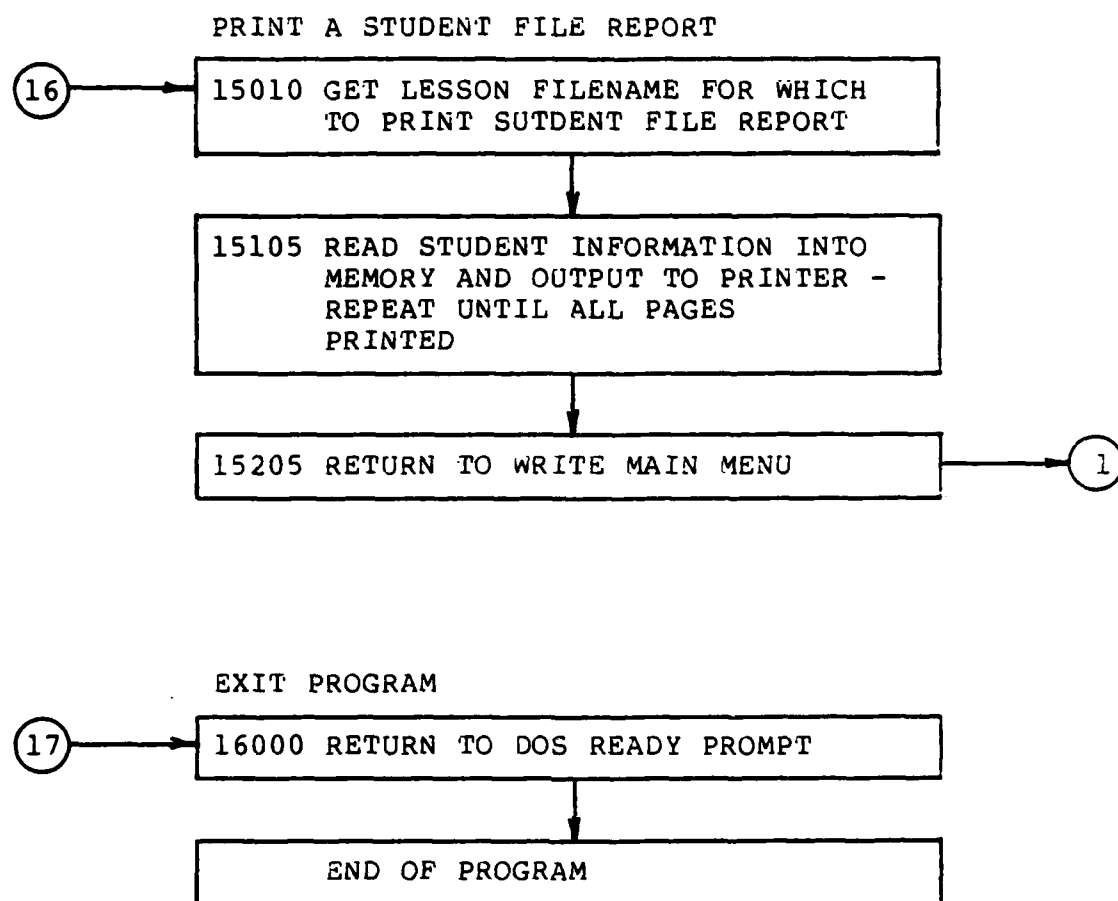 PRINT A STUDENT FILE REPORT
16
15010 GET LESSON FILENAME FOR WHICH
TO PRINT SUTDENT FILE REPORT
15105 READ STUDENT INFORMATION INTO
MEMORY AND OUTPUT TO PRINTER -
REPEAT UNTIL ALL PAGES
PRINTED
15205 RETURN TO WRITE MAIN MENU
1
EXIT PROGRAM
17
16000 RETURN TO DOS READY PROMPT
END OF PROGRAM